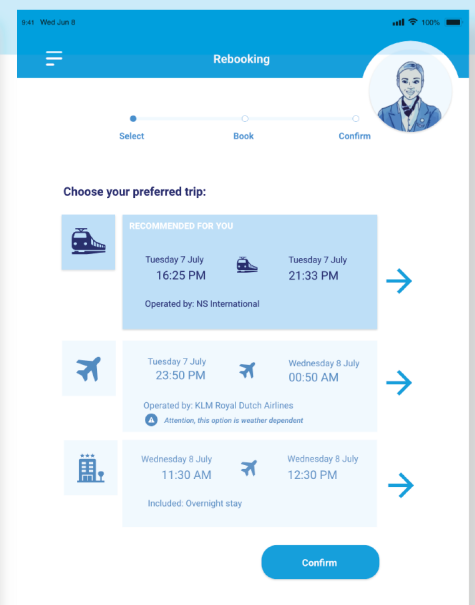 9:41 Wed Jun 8
100%
Rebooking
Select Book Confirm
Choose your preferred trip:
RECOMMENDED FOR YOU
Tuesday 7 July Tuesday 7 July
16:25 PM 21:33 PM
Operated by: NS International
Tuesday 7 July Wednesday 8 July
23:50 PM 00:50 AM
Operated by: KLM Royal Dutch Airlines
Attention, this option is weather dependent
Wednesday 8 July Wednesday 8 July
11:30 AM 12:30 PM
Included: Overnight stay
Confirm